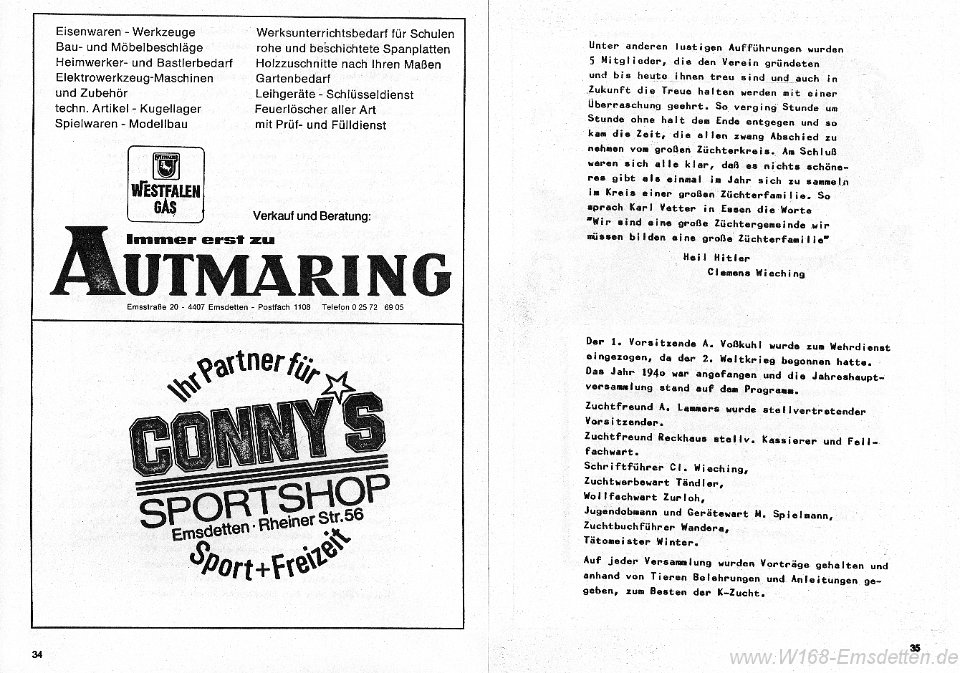 Eisenwaren - Werkzeuge
Bau- und Möbelbeschläge
Heimwerker- und Bastlerbedarf
Elektrowerkzeug-Maschinen
und Zubehör
techn. Artikel - Kugellager
Spielwaren - Modellbau
Werksunterrichtsbedarf für Schulen
rohe und beschichtete Spanplatten
Holzzuschnitte nach Ihren Maßen
Gartenbedarf
Leihgeräte - Schlüsseldienst
Feuerlöscher aller Art
mit Prüf- und Fülldienst
WESTFALEN
GAS
Verkauf und Beratung:
Immer erst zu
AUTMARING
Emsstraße 20 - 4407 Emsdetten - Postfach 1108 Telefon 0 25 72 69 05
Ihr Partner für
CONNY'S
SPORTSHOP
Emsdetten · Rheiner Str. 56
Sport+Freizeit
34
Unter anderen lustigen Aufführungen wurden
5 Mitglieder, die den Verein gründeten
und bis heute ihnen treu sind und auch in
Zukunft die Treue halten werden mit einer
Überraschung geehrt. So verging Stunde um
Stunde ohne halt dem Ende entgegen und so
kam die Zeit, die allen zwang Abschied zu
nehmen vom großen Züchterkreis. Am Schluß
waren sich alle klar, daß es nichts schöne-
res gibt als einmal im Jahr sich zu sammeln
im Kreis einer großen Züchterfamilie. So
sprach Karl Vetter in Essen die Worte
"Wir sind eine große Züchtergemeinde wir
müssen bilden eine große Züchterfamilie"
Heil Hitler
Clemens Wieching
Der 1. Vorsitzende A. Voßkuhl wurde zum Wehrdienst
eingezogen, da der 2. Weltkrieg begonnen hatte.
Das Jahr 194o war angefangen und die Jahreshaupt-
versammlung stand auf dem Programm.
Zuchtfreund A. Lammers wurde stellvertretender
Vorsitzender.
Zuchtfreund Reckhaus stellv. Kassierer und Fell-
fachwart.
Schriftführer Cl. Wieching,
Zuchtwerbewart Tändler,
Wollfachwart Zurloh,
Jugendobmann und Gerätewart M. Spielmann,
Zuchtbuchführer Wanders,
Tätomeister Winter.
Auf jeder Versammlung wurden Vorträge gehalten und
anhand von Tieren Belehrungen und Anleitungen ge-
geben, zum Besten der K-Zucht.
35
www.W168-Emsdetten.de